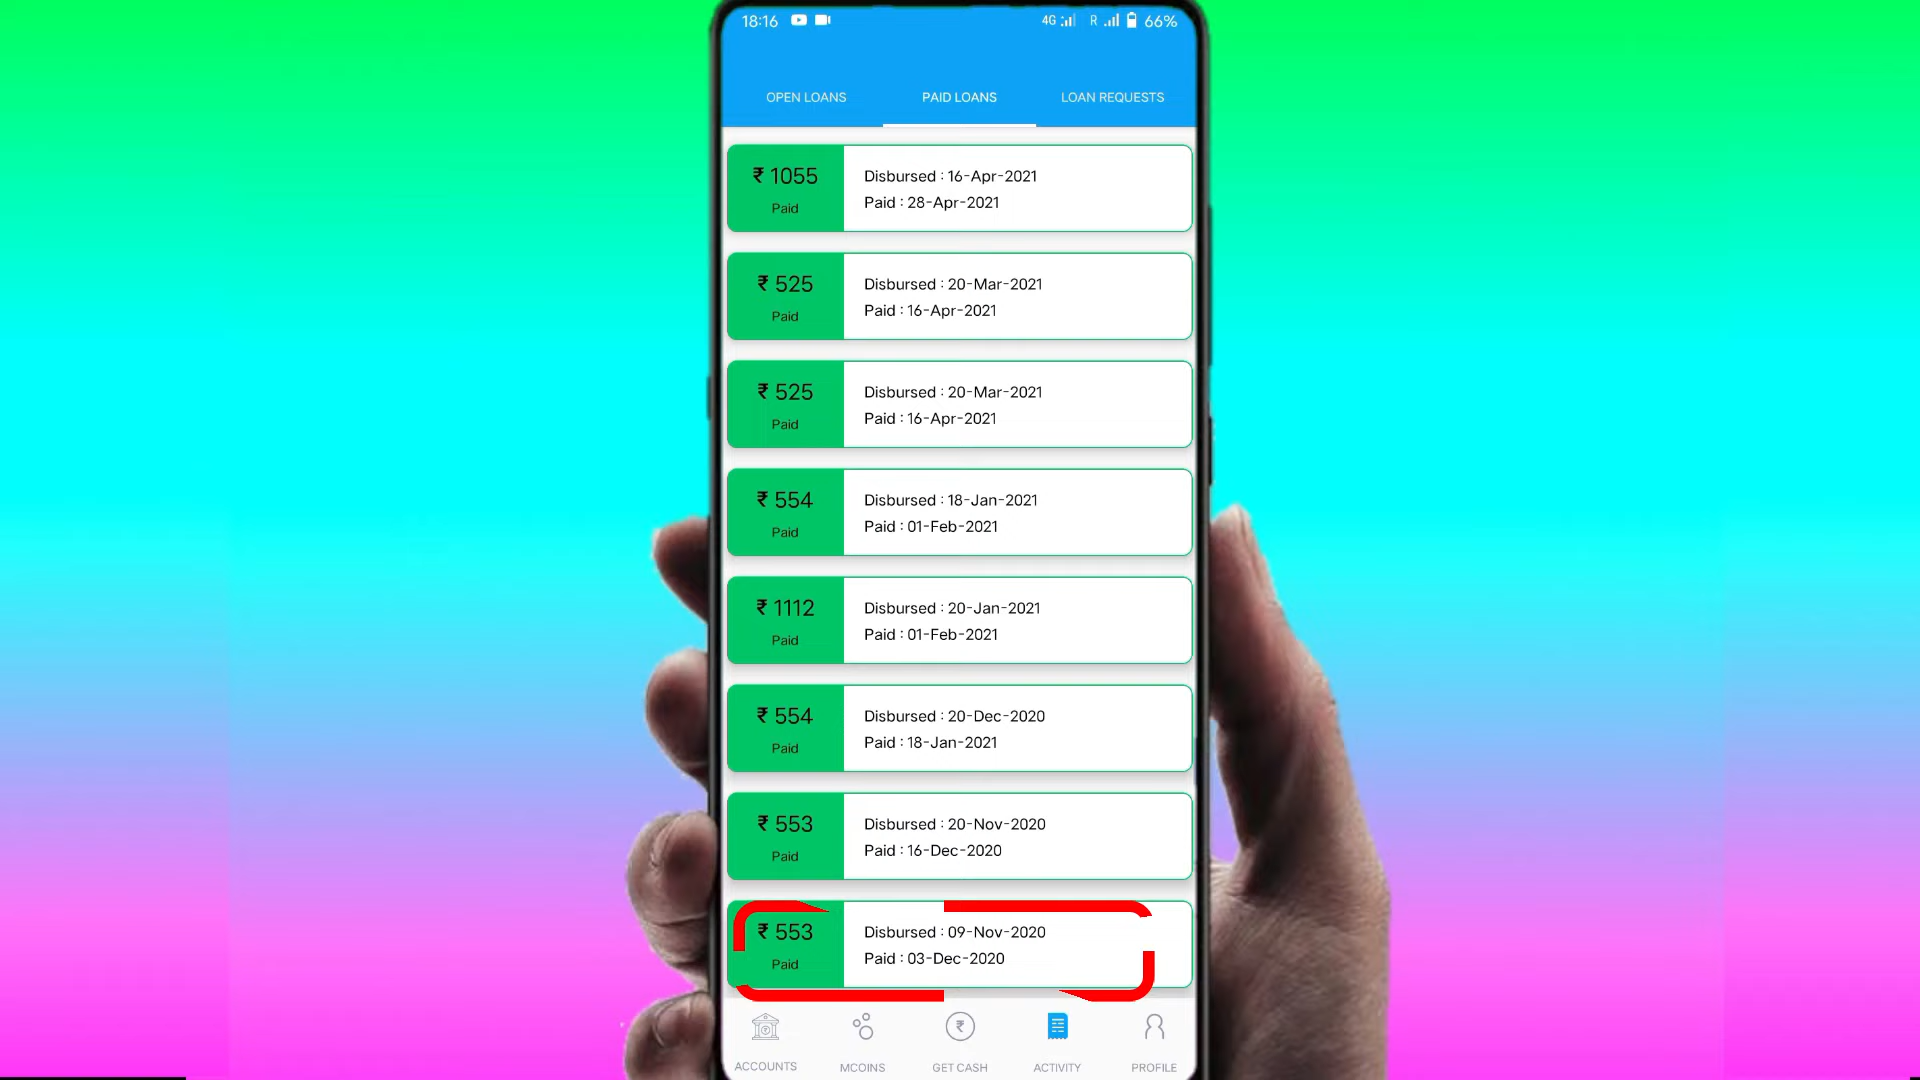 18:16 4G R 66%
OPEN LOANS PAID LOANS LOAN REQUESTS
₹ 1055 Disbursed : 16-Apr-2021
Paid Paid : 28-Apr-2021
₹ 525 Disbursed : 20-Mar-2021
Paid Paid : 16-Apr-2021
₹ 525 Disbursed : 20-Mar-2021
Paid Paid : 16-Apr-2021
₹ 554 Disbursed : 18-Jan-2021
Paid Paid : 01-Feb-2021
₹ 1112 Disbursed : 20-Jan-2021
Paid Paid : 01-Feb-2021
₹ 554 Disbursed : 20-Dec-2020
Paid Paid : 18-Jan-2021
₹ 553 Disbursed : 20-Nov-2020
Paid Paid : 16-Dec-2020
₹ 553 Disbursed : 09-Nov-2020
Paid Paid : 03-Dec-2020
ACCOUNTS MCOINS GET CASH ACTIVITY PROFILE